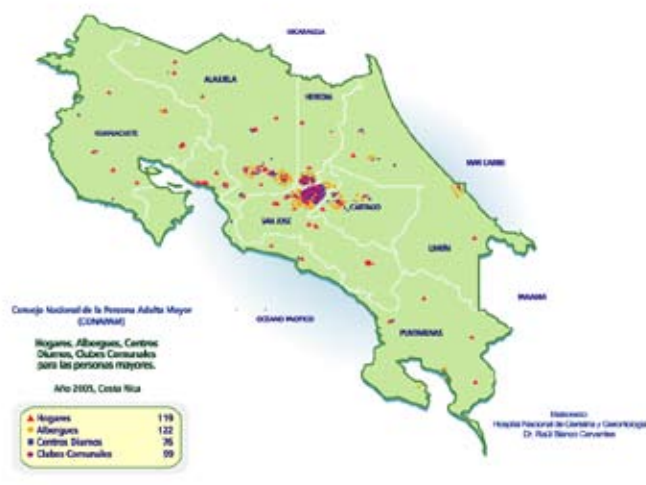 NICARAGUA
ALAJUELA
HEREDIA
GUANACASTE
MAR CARIBE
CARTAGO
SAN JOSE
LIMÓN
PANAMA
OCEANO PACIFICO
PUNTARENAS
Consejo Nacional de la Persona Adulta Mayor
(CONAPAM)
Hogares, Albergues, Centros
Diurnos, Clubes Comunales
para las personas mayores.
Año 2005, Costa Rica
Hogares 119
Albergues 122
Centros Diurnos 76
Clubes Comunales 99
Elaborado:
Hospital Nacional de Geriatría y Gerontología
Dr. Raúl Blanco Cervantes